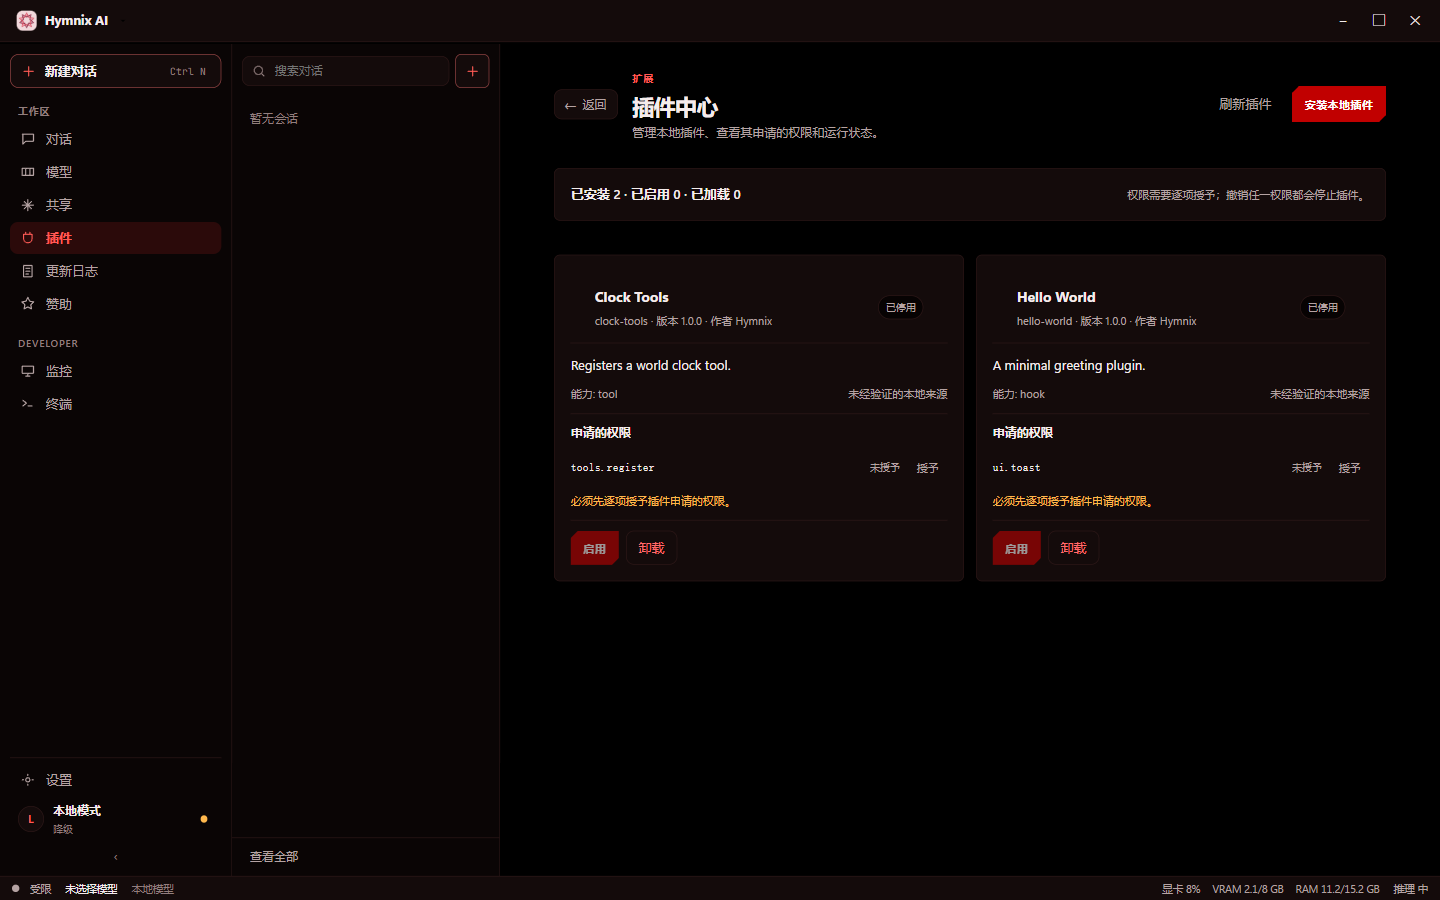 Hymnix AI
新建对话 Ctrl N
工作区
对话
模型
共享
插件
更新日志
赞助
DEVELOPER
监控
终端
设置
L
本地模式
降级
搜索对话
暂无会话
查看全部
← 返回
扩展
插件中心
管理本地插件、查看其申请的权限和运行状态。
刷新插件
安装本地插件
已安装 2 · 已启用 0 · 已加载 0
权限需要逐项授予；撤销任一权限都会停止插件。
Clock Tools
clock-tools · 版本 1.0.0 · 作者 Hymnix
已停用
Registers a world clock tool.
能力: tool
未经验证的本地来源
申请的权限
tools.register 未授予 授予
必须先逐项授予插件申请的权限。
启用 卸载
Hello World
hello-world · 版本 1.0.0 · 作者 Hymnix
已停用
A minimal greeting plugin.
能力: hook
未经验证的本地来源
申请的权限
ui.toast 未授予 授予
必须先逐项授予插件申请的权限。
启用 卸载
受限 未选择模型 本地模型
显卡 8% VRAM 2.1/8 GB RAM 11.2/15.2 GB 推理 中